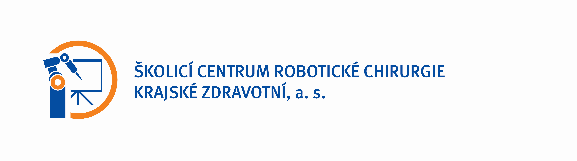 ŠKOLICÍ CENTRUM ROBOTICKÉ CHIRURGIE
KRAJSKÉ ZDRAVOTNÍ, a. s.